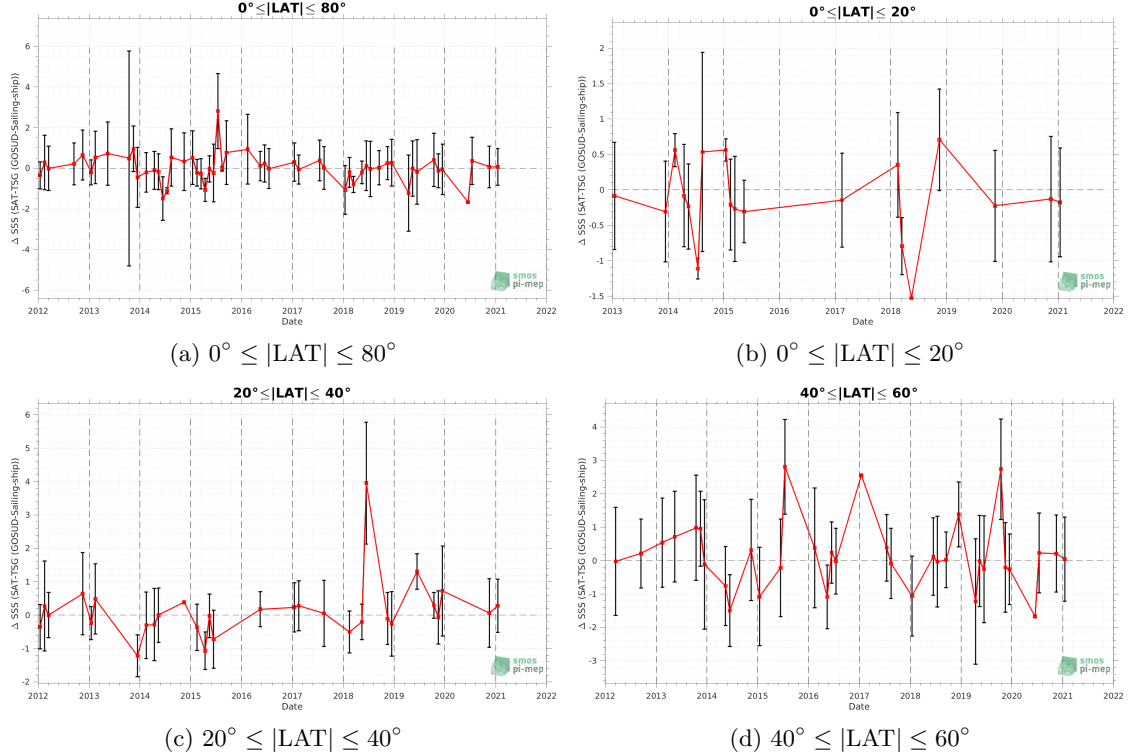 0°≤|LAT|≤ 80°
Δ SSS (SAT-TSG (GOSUD-Sailing-ship))
6
4
2
0
-2
-4
-6
2012 2013 2014 2015 2016 2017 2018 2019 2020 2021 2022
Date
smos
pi-mep
(a) 0° ≤ |LAT| ≤ 80°
0°≤|LAT|≤ 20°
Δ SSS (SAT-TSG (GOSUD-Sailing-ship))
2
1.5
1
0.5
0
-0.5
-1
-1.5
2013 2014 2015 2016 2017 2018 2019 2020 2021 2022
Date
smos
pi-mep
(b) 0° ≤ |LAT| ≤ 20°
20°≤|LAT|≤ 40°
Δ SSS (SAT-TSG (GOSUD-Sailing-ship))
6
5
4
3
2
1
0
-1
-2
2012 2013 2014 2015 2016 2017 2018 2019 2020 2021 2022
Date
smos
pi-mep
(c) 20° ≤ |LAT| ≤ 40°
40°≤|LAT|≤ 60°
Δ SSS (SAT-TSG (GOSUD-Sailing-ship))
4
3
2
1
0
-1
-2
-3
2012 2013 2014 2015 2016 2017 2018 2019 2020 2021 2022
Date
smos
pi-mep
(d) 40° ≤ |LAT| ≤ 60°